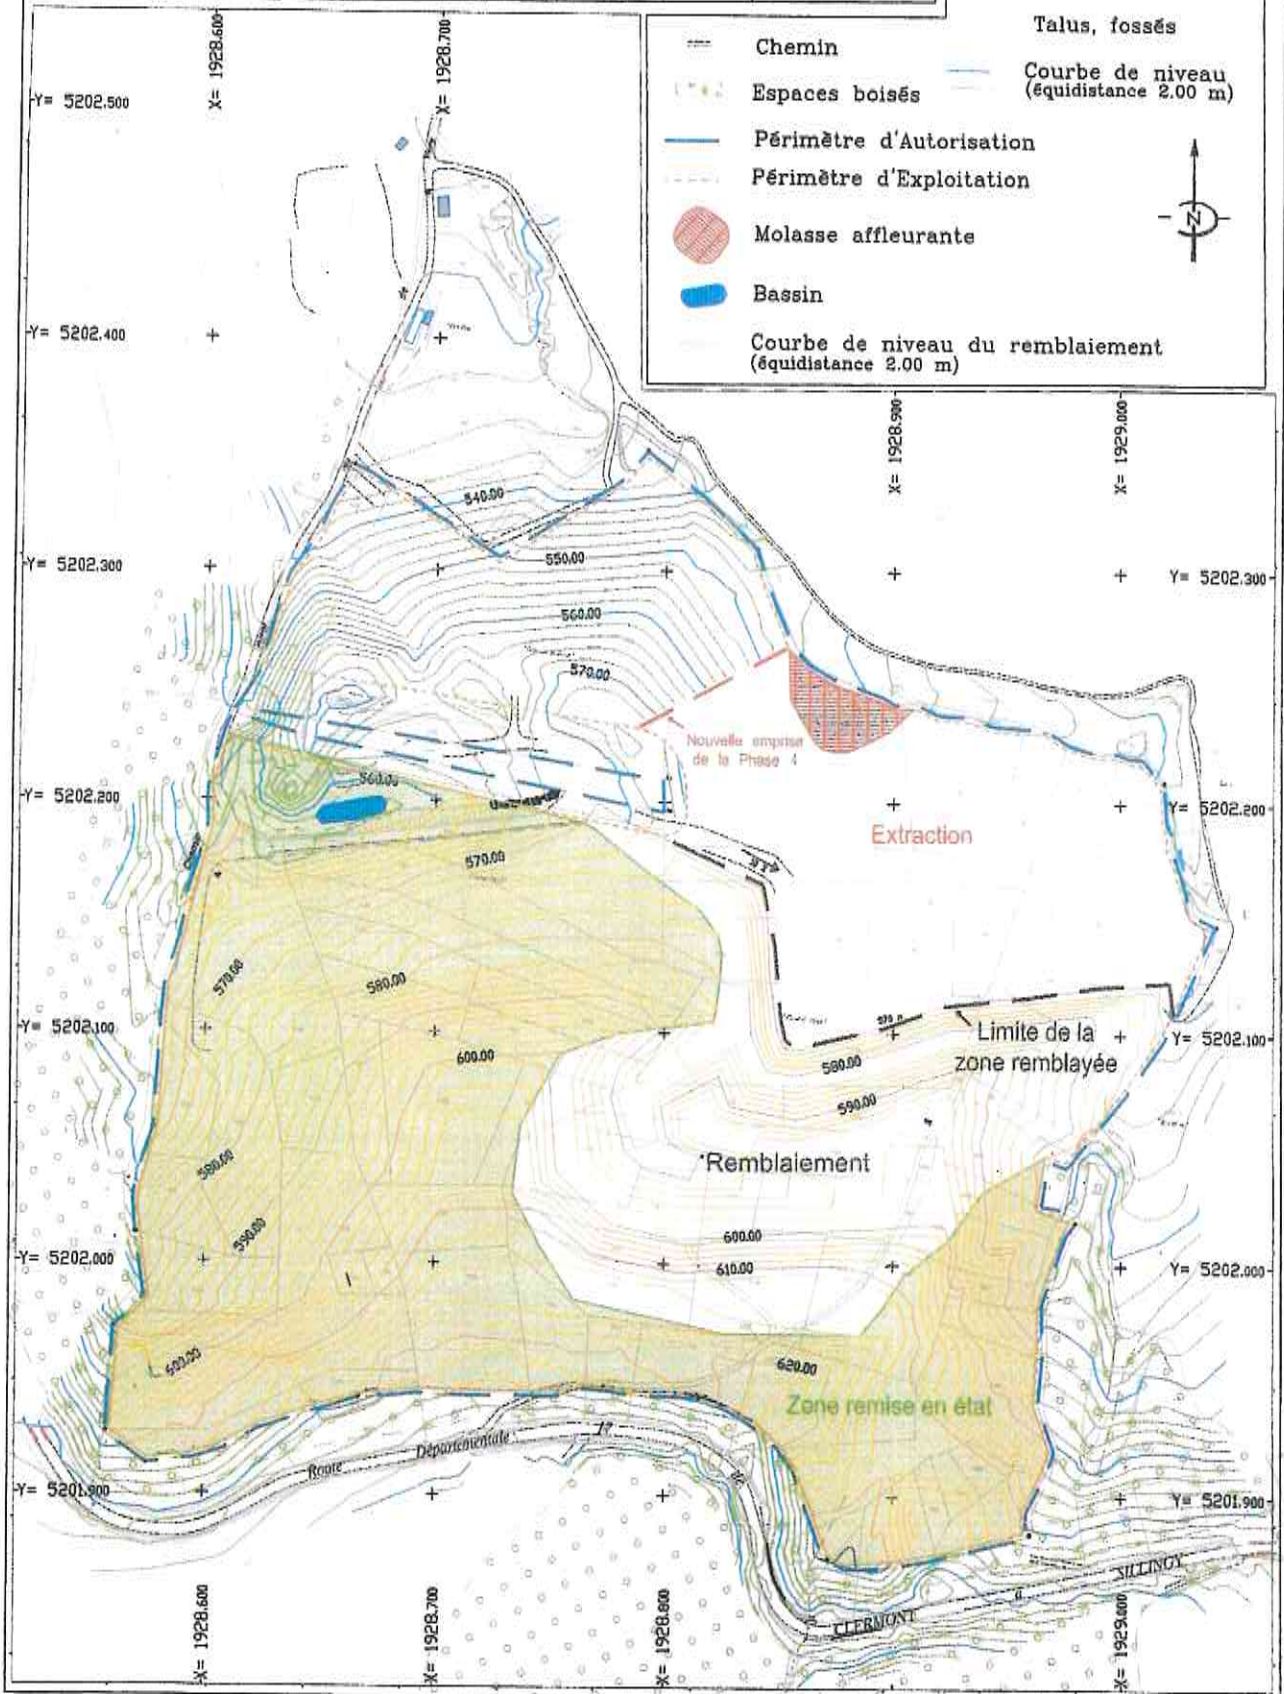 Talus, fossés
Chemin
Espaces boisés
Courbe de niveau
(équidistance 2.00 m)
Périmètre d'Autorisation
Périmètre d'Exploitation
Molasse affleurante
Bassin
Courbe de niveau du remblaiement
(équidistance 2.00 m)
N
X= 1928.600
X= 1928.700
Y= 5202.500
Y= 5202.400
X= 1928.900
X= 1929.000
540.00
550.00
Y= 5202.300
Y= 5202.300
560.00
570.00
Nouvelle emprise
de la Phase 4
560.00
Y= 5202.200
Y= 5202.200
Extraction
570.00
Chemin
570.00
580.00
Y= 5202.100
Limite de la
zone remblayée
Y= 5202.100
600.00
580.00
590.00
580.00
Remblaiement
590.00
600.00
610.00
Y= 5202.000
Y= 5202.000
600.00
620.00
Zone remise en état
Route Départementale 17
Y= 5201.900
Y= 5201.900
SILLINGY
CLERMONT
X= 1928.600
X= 1928.700
X= 1928.800
X= 1929.000